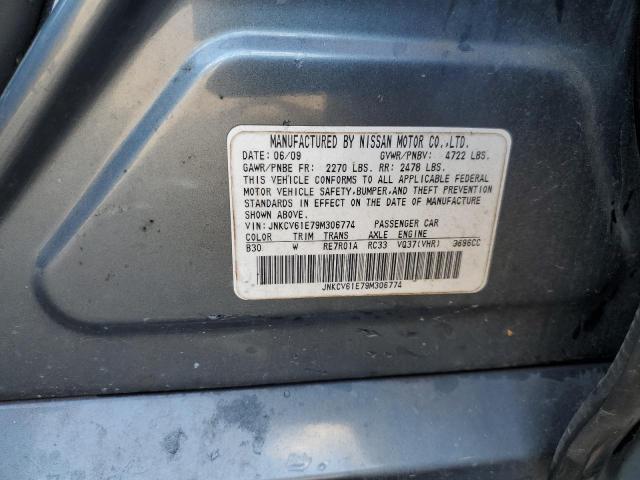 MANUFACTURED BY NISSAN MOTOR CO.,LTD.
DATE: 06/09 GVWR/PNBV: 4722 LBS.
GAWR/PNBE FR: 2270 LBS. RR: 2478 LBS.
THIS VEHICLE CONFORMS TO ALL APPLICABLE FEDERAL
MOTOR VEHICLE SAFETY,BUMPER,AND THEFT PREVENTION
STANDARDS IN EFFECT ON THE DATE OF MANUFACTURE
SHOWN ABOVE.
VIN:JNKCV61E79M306774 PASSENGER CAR
COLOR TRIM TRANS AXLE ENGINE
B30 W RE7R01A RC33 VQ37(VHR) 3696CC
JNKCV61E79M306774